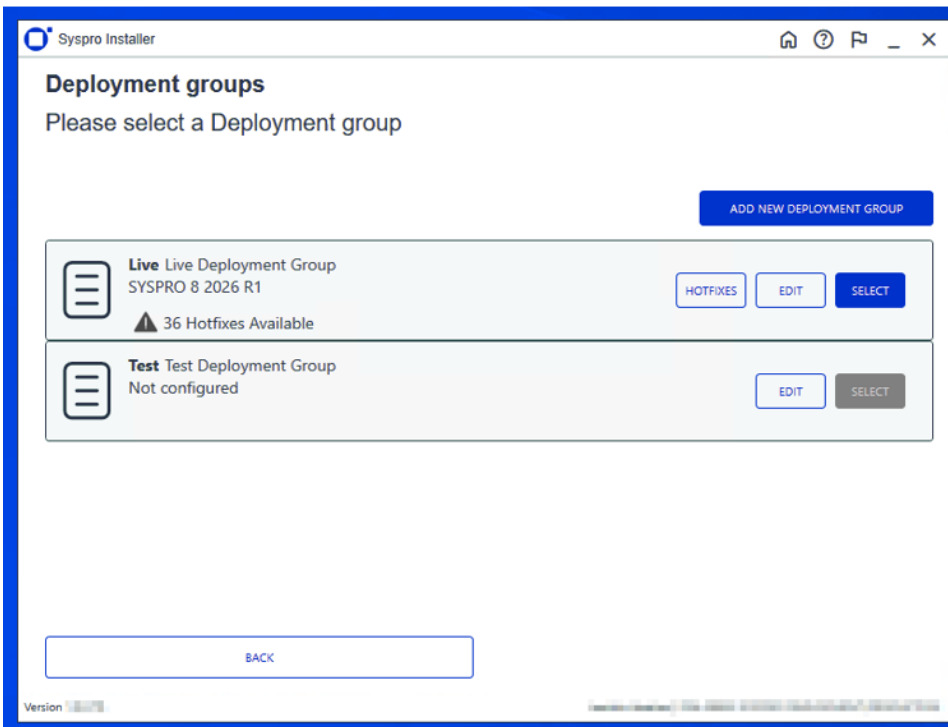 Syspro Installer
Deployment groups
Please select a Deployment group
ADD NEW DEPLOYMENT GROUP
Live Live Deployment Group
SYSPRO 8 2026 R1
HOTFIXES EDIT SELECT
36 Hotfixes Available
Test Test Deployment Group
Not configured
EDIT SELECT
BACK
Version